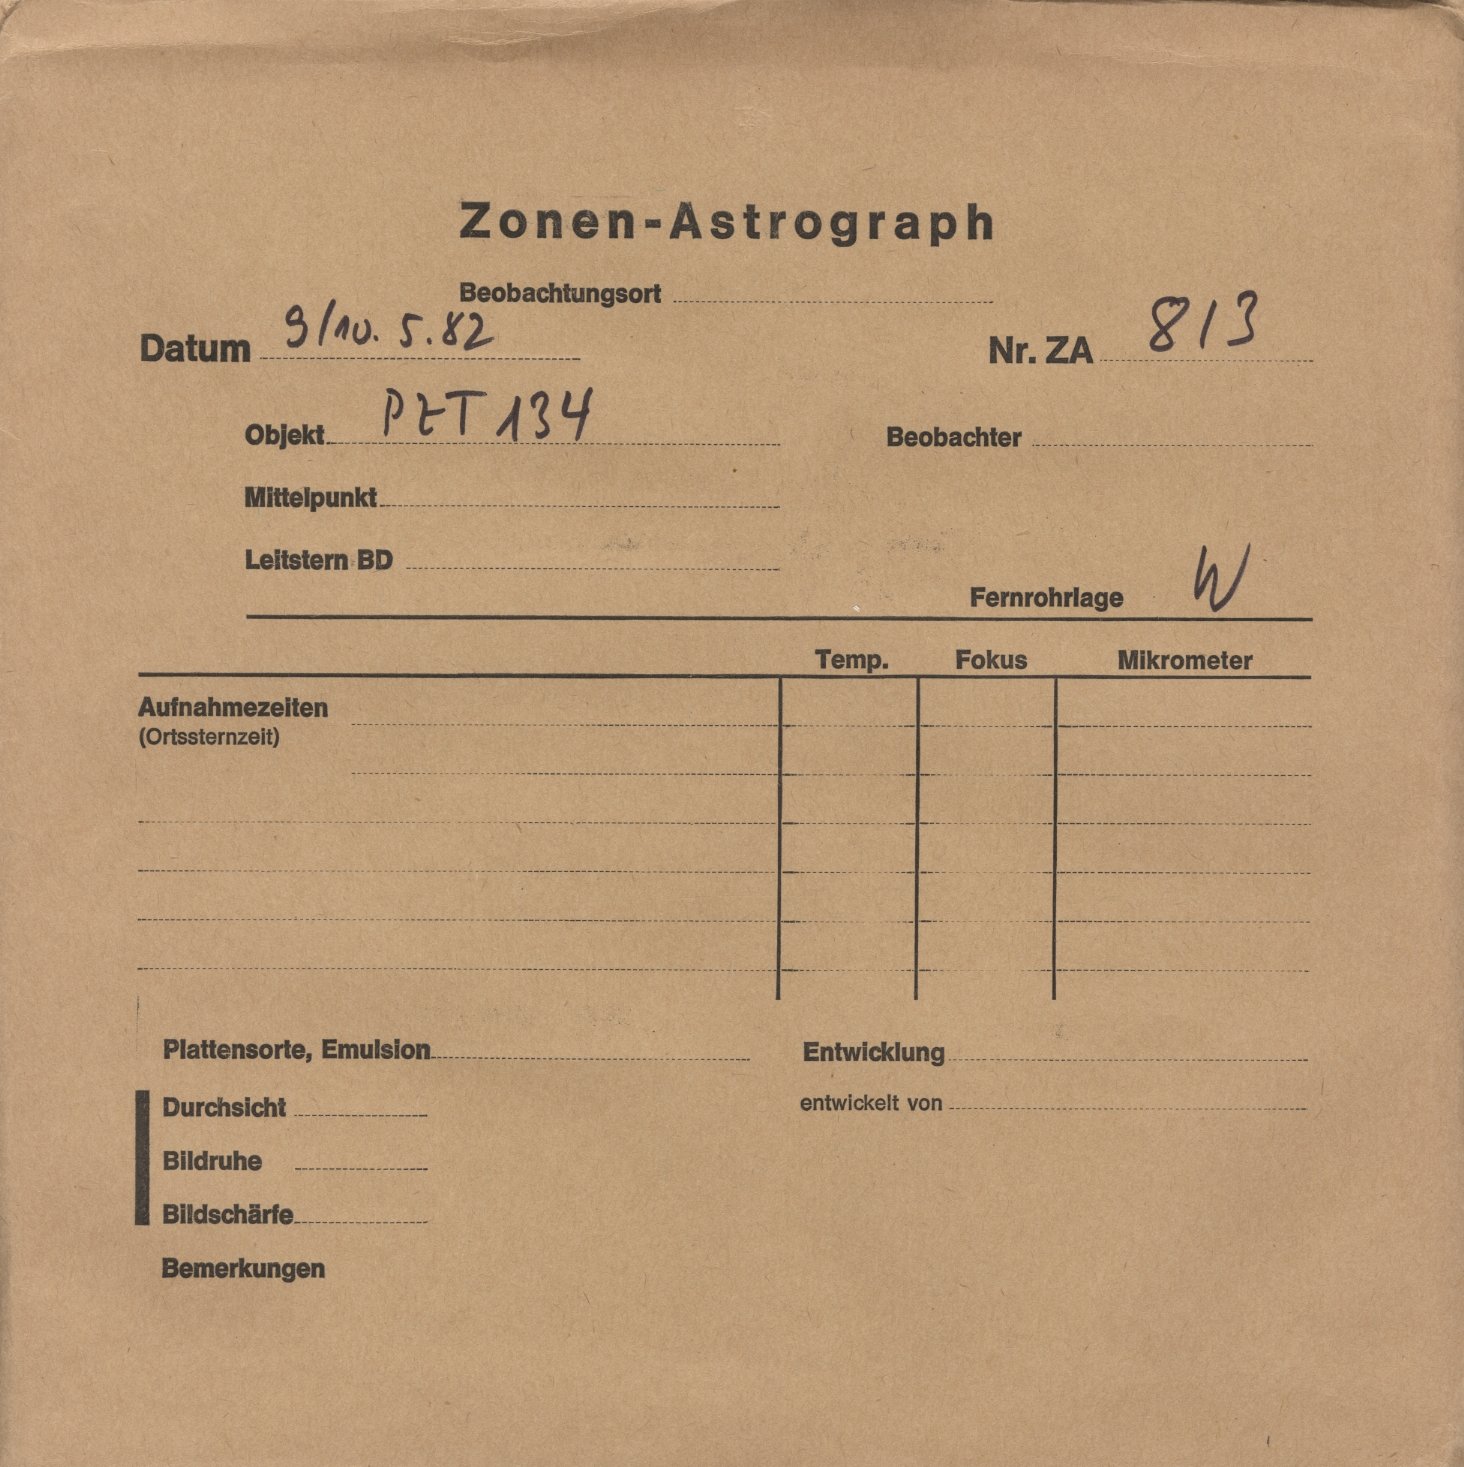 Zonen-Astrograph
Beobachtungsort
Datum 9/10. 5. 82
Nr. ZA 813
Objekt PZT 134
Beobachter
Mittelpunkt
Leitstern BD
Fernrohrlage W
Temp. Fokus Mikrometer
Aufnahmezeiten
(Ortssternzeit)
Plattensorte, Emulsion
Entwicklung
Durchsicht
entwickelt von
Bildruhe
Bildschärfe
Bemerkungen